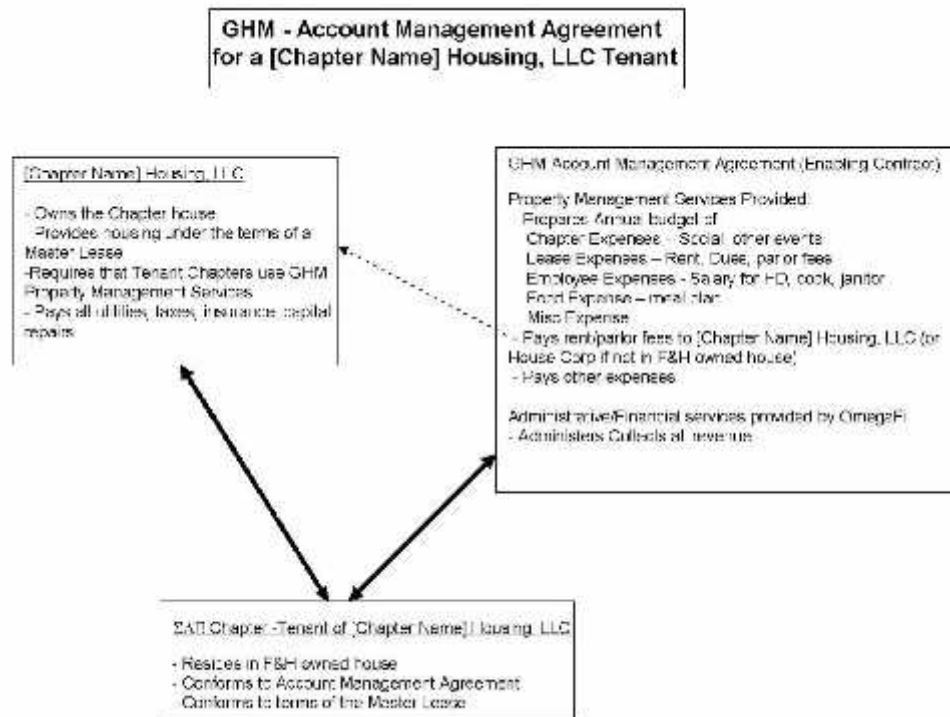 GHM - Account Management Agreement
for a [Chapter Name] Housing, LLC Tenant
[Chapter Name] Housing, LLC
- Owns the Chapter house
Provides housing under the terms of a
Master Lease
-Requires that Tenant Chapters use GHM
Property Management Services
- Pays all utilities, taxes, insurance, capital
repairs
GHM Account Management Agreement (Enabling Contract)
Property Management Services Provided:
Prepares Annual budget of
Chapter Expenses – Social, other events
Lease Expenses – Rent, Dues, parlor fees
Employee Expenses - Salary for HD, cook, janitor
Food Expense – meal plan
Misc Expense
- Pays rent/parlor fees to [Chapter Name] Housing, LLC (or
House Corp if not in F&H owned house)
- Pays other expenses
Administrative/Financial services provided by OmegaFi
- Administers Collects all revenue
Chapter -Tenant of [Chapter Name] Housing, LLC
- Resides in F&H owned house
- Conforms to Account Management Agreement
Conforms to terms of the Master Lease